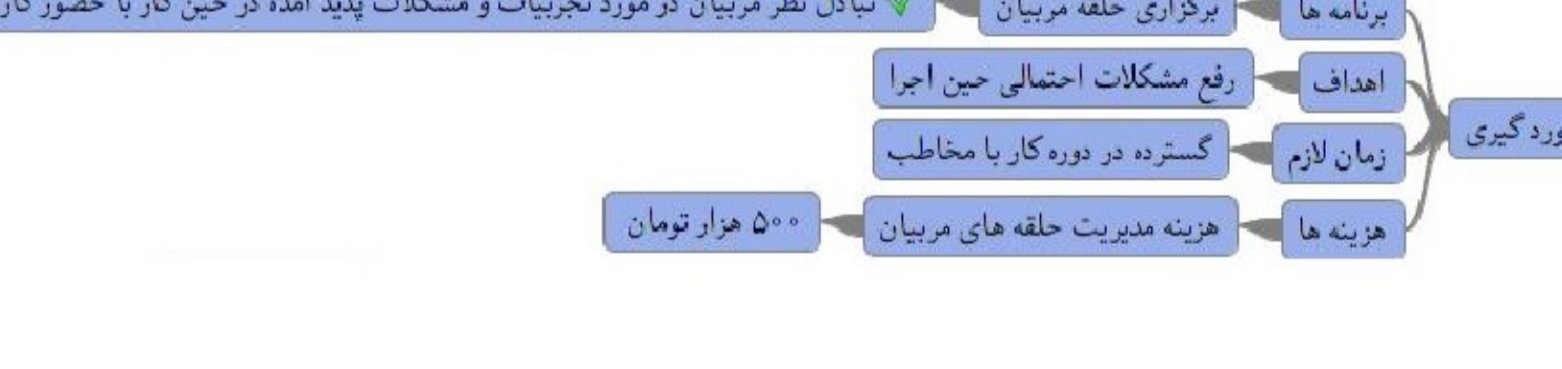 برنامه ها
برگزاری حلقه مربیان
تبادل نظر مربیان در مورد تجربیات و مشکلات پدید آمده در حین کار با حضور
اهداف
رفع مشکلات احتمالی حین اجرا
گیری
زمان لازم
گسترده در دوره کار با مخاطب
هزینه ها
هزینه مدیریت حلقه های مربیان
۵۰۰ هزار تومان